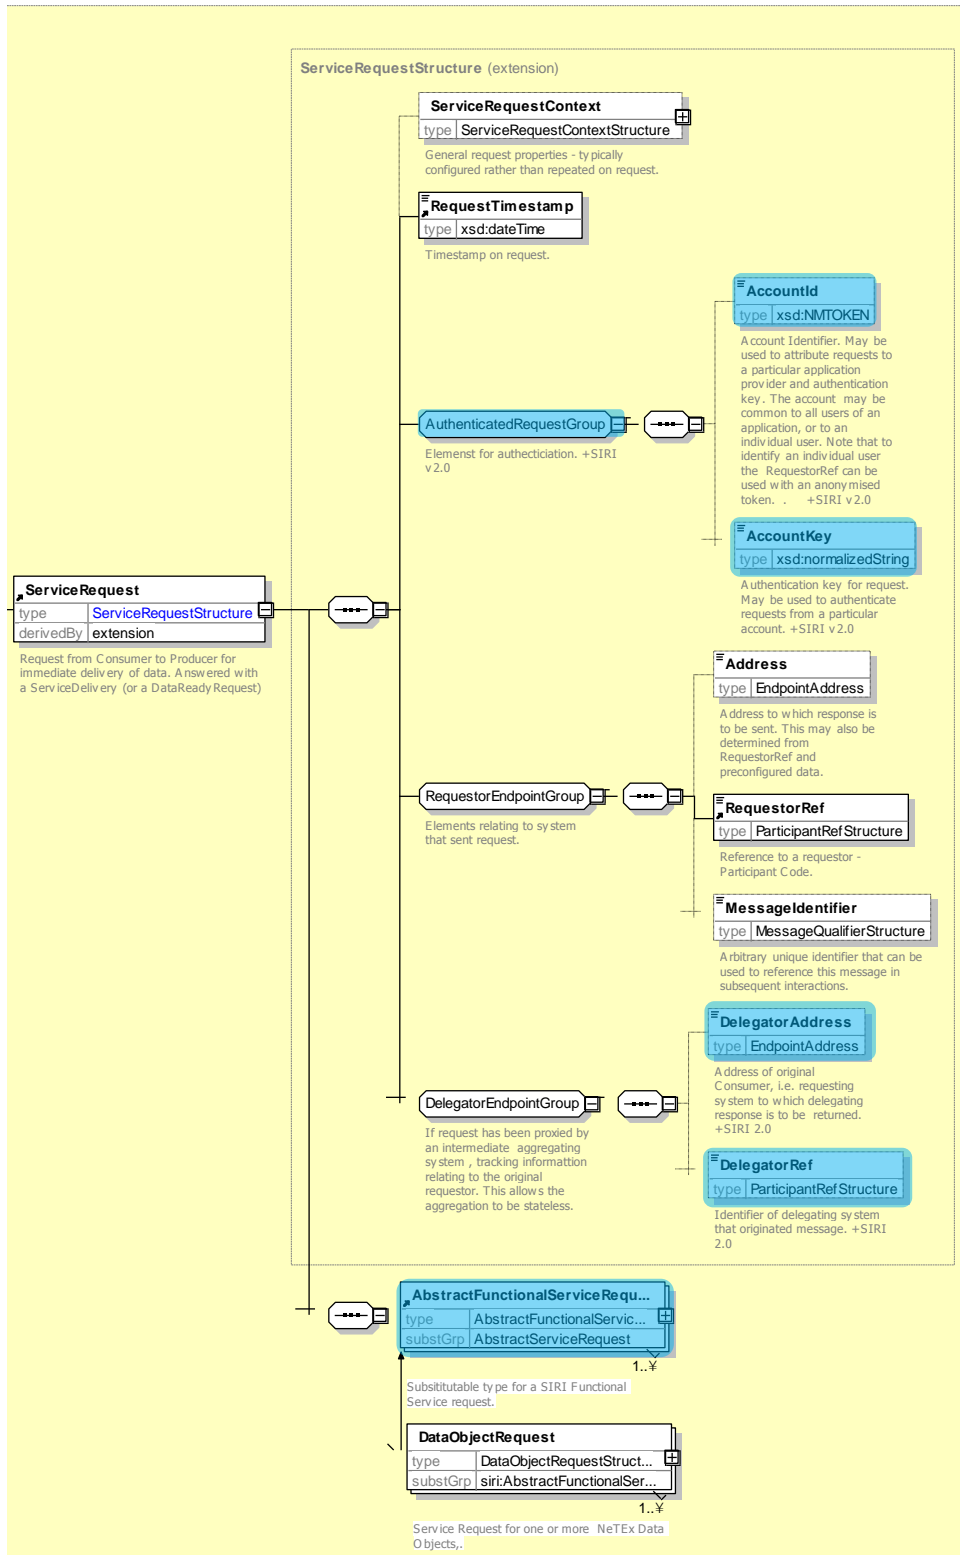 ServiceRequestStructure (extension)
ServiceRequestContext
type ServiceRequestContextStructure
General request properties - typically
configured rather than repeated on request.
RequestTimestamp
type xsd:dateTime
Timestamp on request.
AccountId
type xsd:NMTOKEN
Account Identifier. May be
used to attribute requests to
a particular application
provider and authentication
key. The account may be
common to all users of an
application, or to an
individual user. Note that to
identify an individual user
the RequestorRef can be
used with an anonymised
token. . +SIRI v2.0
AuthenticatedRequestGroup
Elemenst for authecticiation. +SIRI
v2.0
AccountKey
type xsd:normalizedString
Authentication key for request.
May be used to authenticate
requests from a particular
account. +SIRI v2.0
ServiceRequest
type ServiceRequestStructure
derivedBy extension
Request from Consumer to Producer for
immediate delivery of data. Answered with
a ServiceDelivery (or a DataReadyRequest)
Address
type EndpointAddress
Address to which response is
to be sent. This may also be
determined from
RequestorRef and
preconfigured data.
RequestorEndpointGroup
Elements relating to system
that sent request.
RequestorRef
type ParticipantRefStructure
Reference to a requestor -
Participant Code.
MessageIdentifier
type MessageQualifierStructure
Arbitrary unique identifier that can be
used to reference this message in
subsequent interactions.
DelegatorAddress
type EndpointAddress
Address of original
Consumer, i.e. requesting
system to which delegating
response is to be returned.
+SIRI 2.0
DelegatorEndpointGroup
If request has been proxied by
an intermediate aggregating
system , tracking informattion
relating to the original
requestor. This allows the
aggregation to be stateless.
DelegatorRef
type ParticipantRefStructure
Identifier of delegating system
that originated message. +SIRI
2.0
AbstractFunctionalServiceRequ...
type AbstractFunctionalServic...
substGrp AbstractServiceRequest
1..¥
Subsititutable type for a SIRI Functional
Service request.
DataObjectRequest
type DataObjectRequestStruct...
substGrp siri:AbstractFunctionalSer...
1..¥
Service Request for one or more NeTEx Data
Objects,.